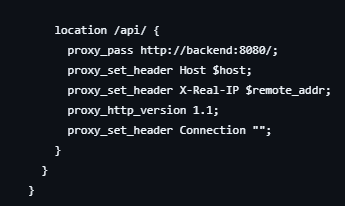 location /api/ {
proxy_pass http://backend:8080/;
proxy_set_header Host $host;
proxy_set_header X-Real-IP $remote_addr;
proxy_http_version 1.1;
proxy_set_header Connection "";
}
}
}